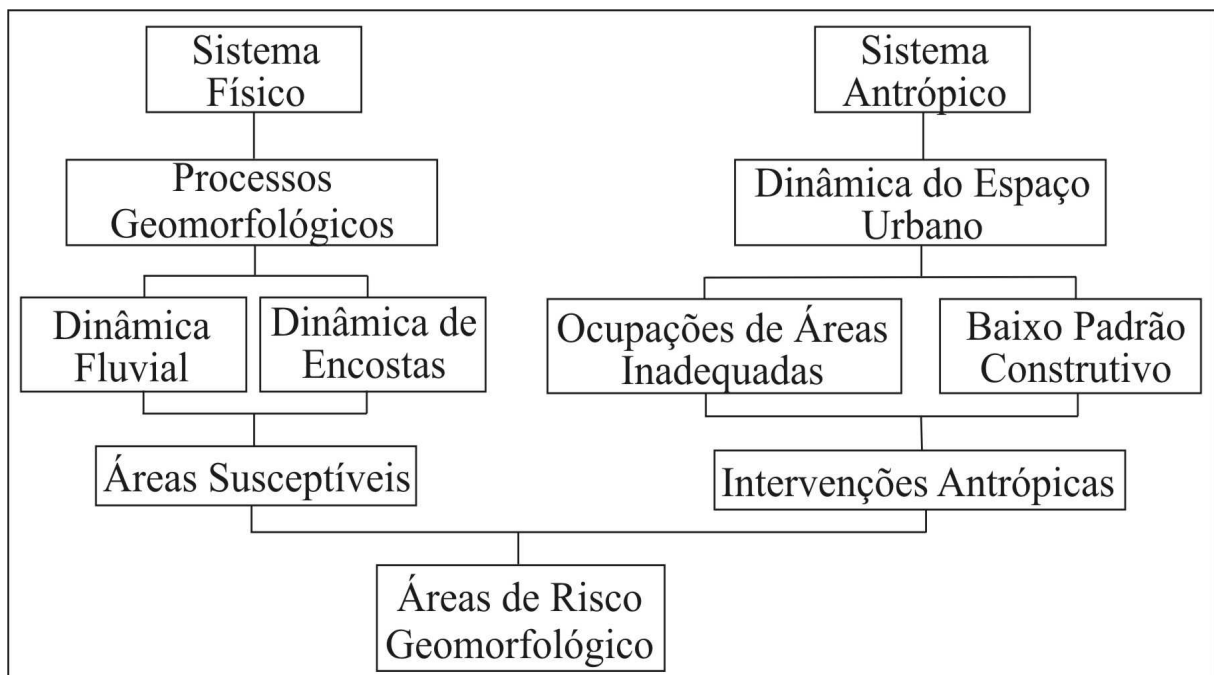 Sistema
Físico
Sistema
Antrópico
Processos
Geomorfológicos
Dinâmica do Espaço
Urbano
Dinâmica
Fluvial
Dinâmica de
Encostas
Ocupações de Áreas
Inadequadas
Baixo Padrão
Construtivo
Áreas Susceptíveis
Intervenções Antrópicas
Áreas de Risco
Geomorfológico